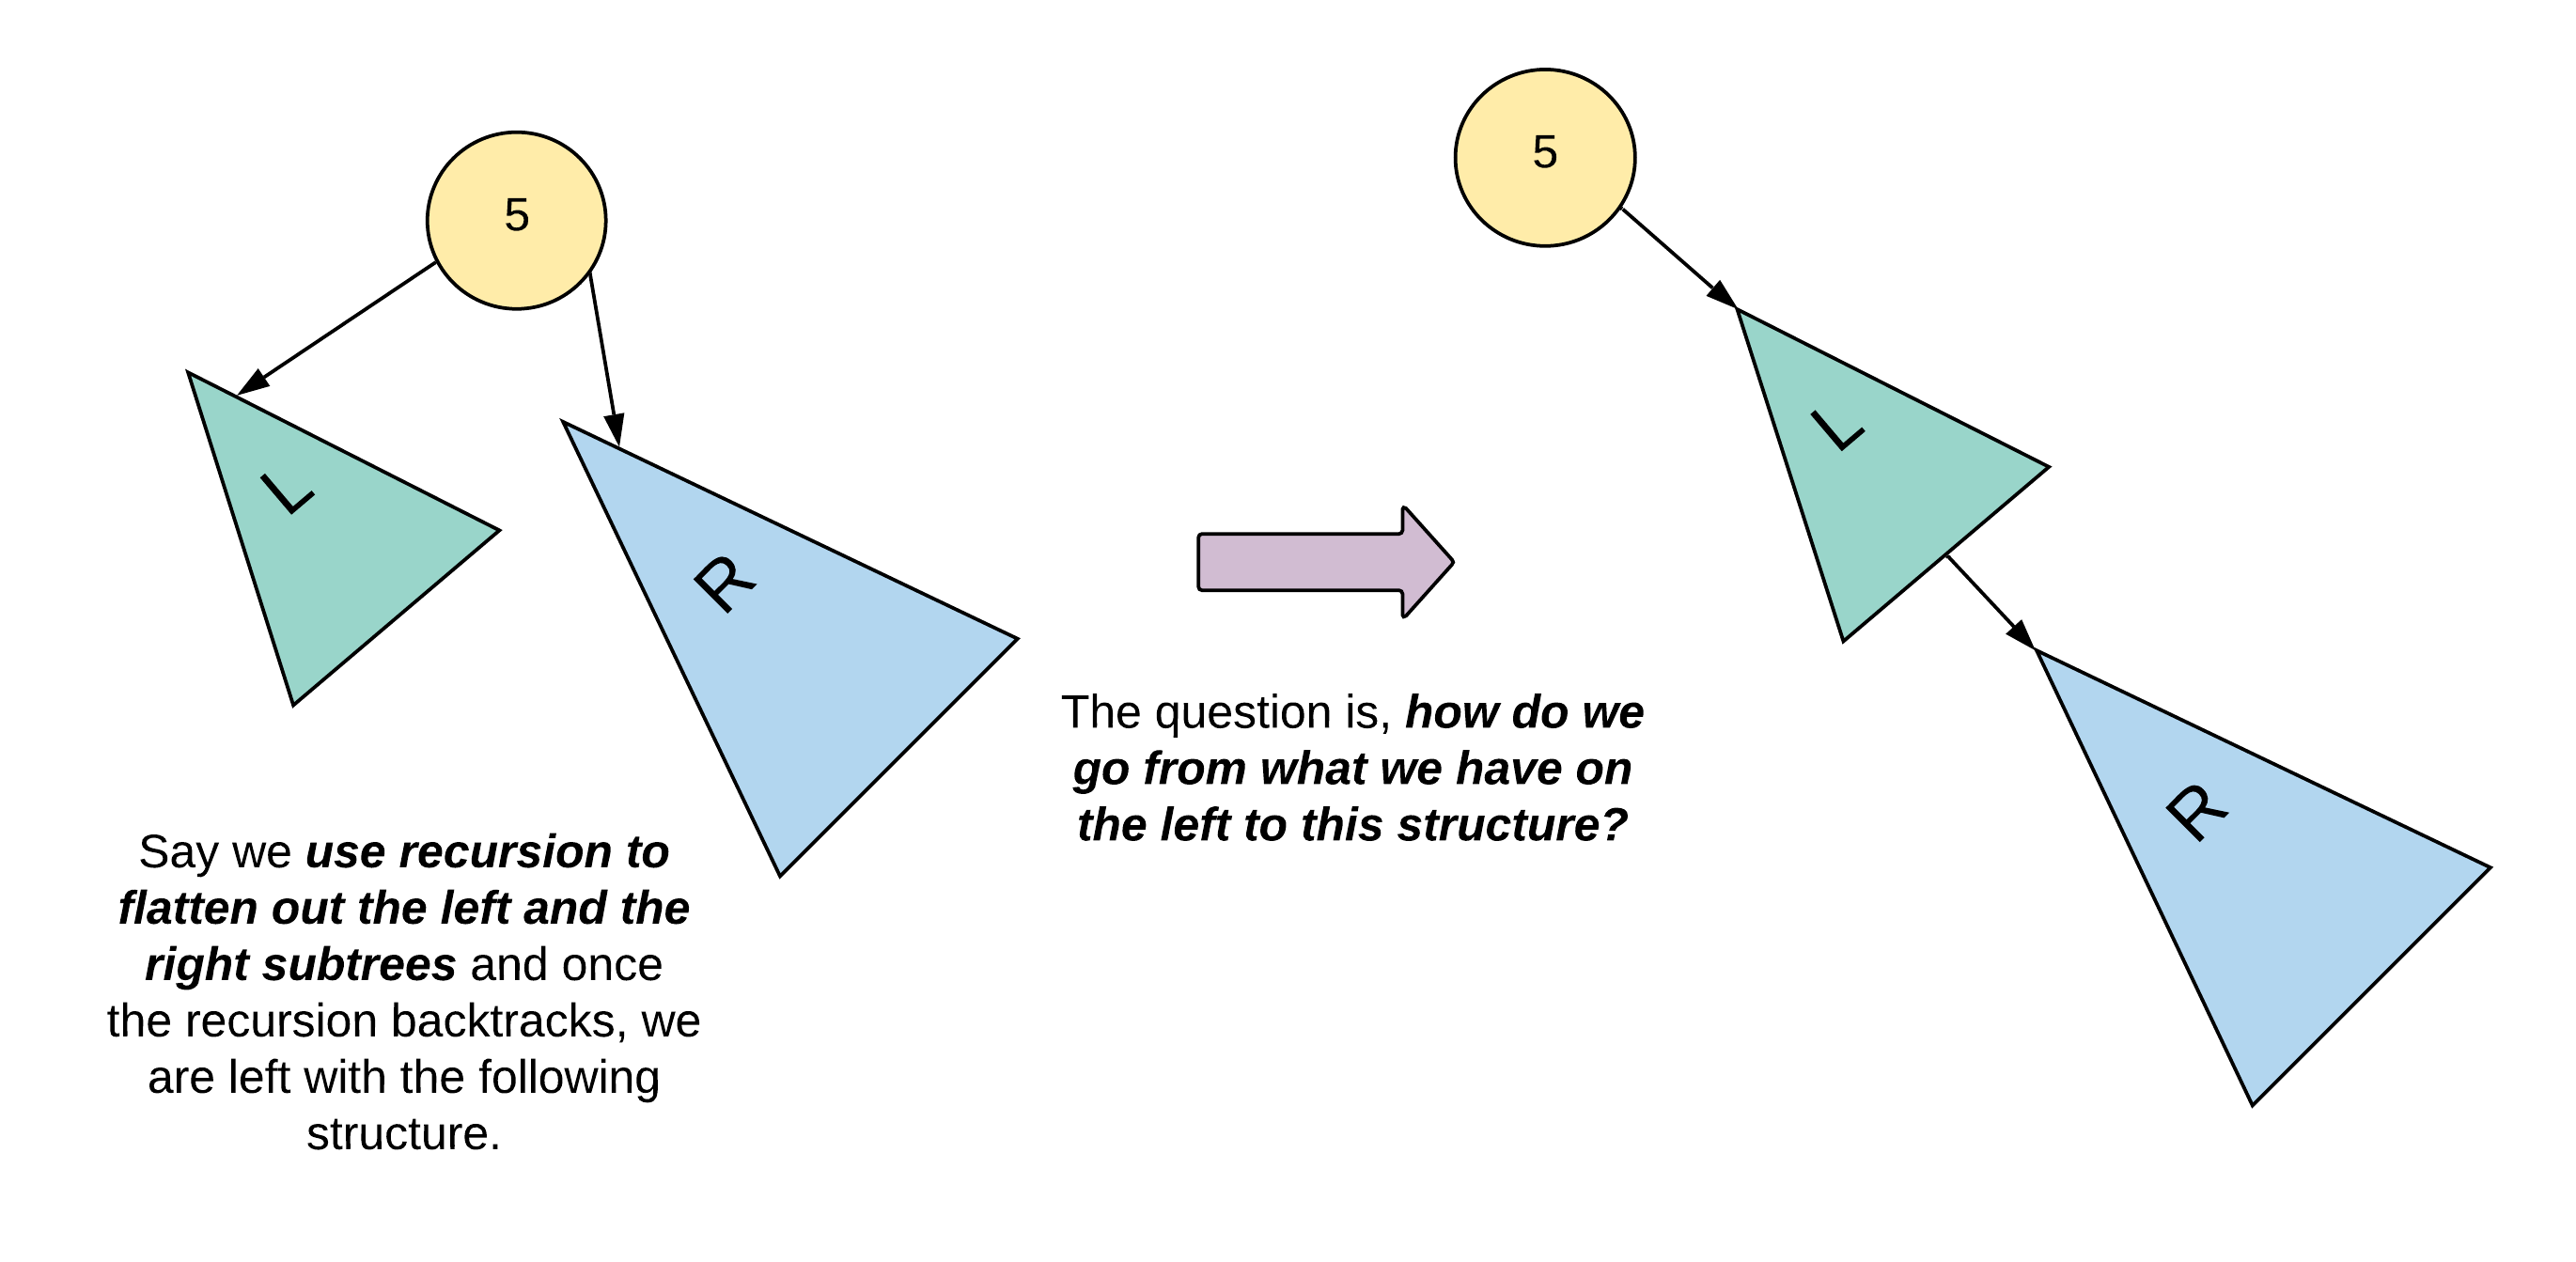 5
L
R
Say we use recursion to
flatten out the left and the
right subtrees and once
the recursion backtracks, we
are left with the following
structure.
The question is, how do we
go from what we have on
the left to this structure?
5
L
R